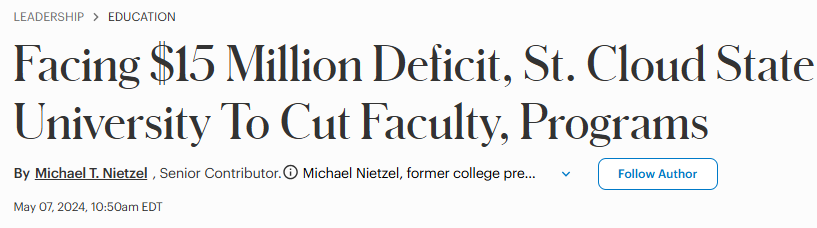 LEADERSHIP > EDUCATION
Facing $15 Million Deficit, St. Cloud State
University To Cut Faculty, Programs
By Michael T. Nietzel , Senior Contributor. Michael Nietzel, former college pre... Follow Author
May 07, 2024, 10:50am EDT